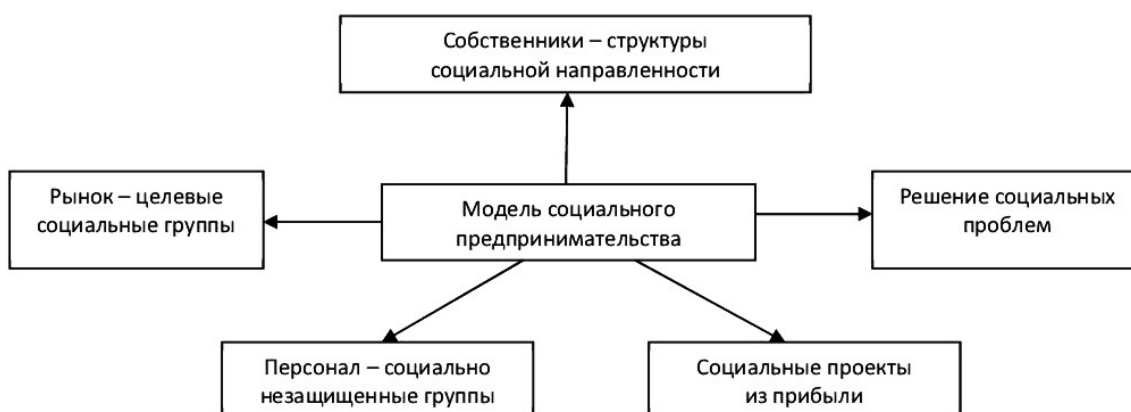 Собственники – структуры
социальной направленности
Рынок – целевые
социальные группы
Модель социального
предпринимательства
Решение социальных
проблем
Персонал – социально
незащищенные группы
Социальные проекты
из прибыли